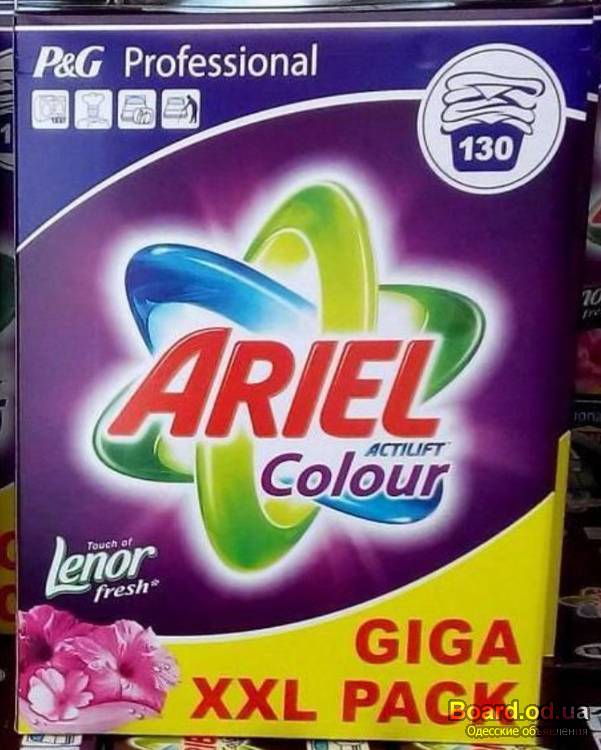 P&G Professional
130
ARIEL
ACTILIFT
Colour
Touch of
Lenor
fresh*
GIGA
XXL PACK
Board.od.ua
Одесские объявления